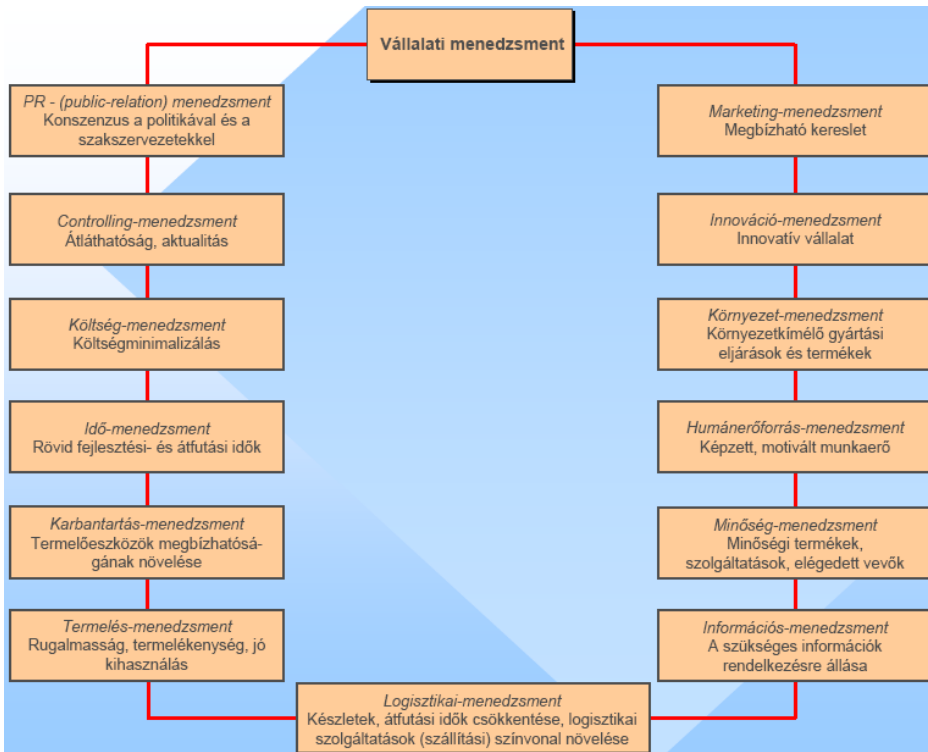 Vállalati menedzsment
PR - (public-relation) menedzsment
Konszenzus a politikával és a
szakszervezetekkel
Controlling-menedzsment
Átláthatóság, aktualitás
Költség-menedzsment
Költségminimalizálás
Idő-menedzsment
Rövid fejlesztési- és átfutási idők
Karbantartás-menedzsment
Termelőeszközök megbízhatósá-
gának növelése
Termelés-menedzsment
Rugalmasság, termelékenység, jó
kihasználás
Marketing-menedzsment
Megbízható kereslet
Innováció-menedzsment
Innovatív vállalat
Környezet-menedzsment
Környezetkímélő gyártási
eljárások és termékek
Humánerőforrás-menedzsment
Képzett, motivált munkaerő
Minőség-menedzsment
Minőségi termékek,
szolgáltatások, elégedett vevők
Információs-menedzsment
A szükséges információk
rendelkezésre állása
Logisztikai-menedzsment
Készletek, átfutási idők csökkentése, logisztikai
szolgáltatások (szállítási) színvonal növelése